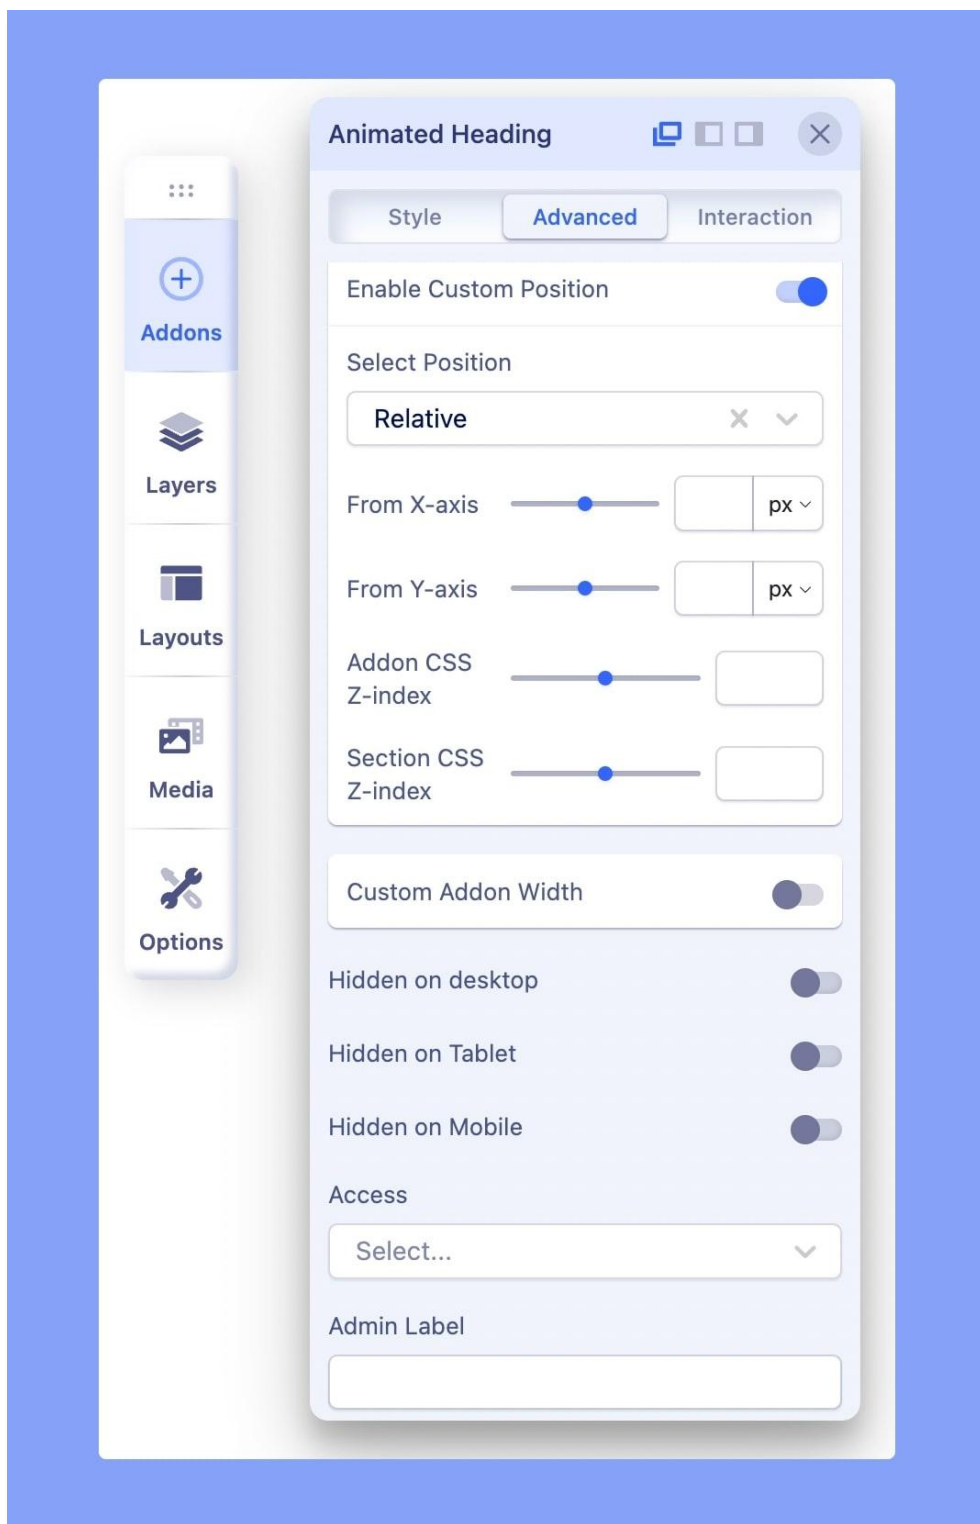 Animated Heading
Style
Advanced
Interaction
Addons
Layers
Layouts
Media
Options
Enable Custom Position
Select Position
Relative
From X-axis
px
From Y-axis
px
Addon CSS
Z-index
Section CSS
Z-index
Custom Addon Width
Hidden on desktop
Hidden on Tablet
Hidden on Mobile
Access
Select...
Admin Label